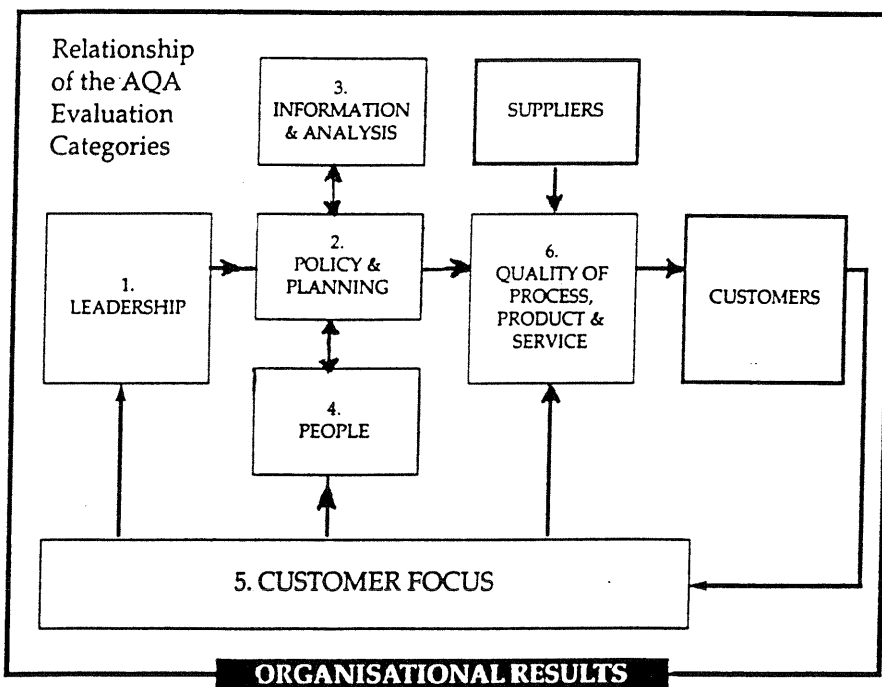 Relationship
of the AQA
Evaluation
Categories
3.
INFORMATION
& ANALYSIS
SUPPLIERS
1.
LEADERSHIP
2.
POLICY &
PLANNING
6.
QUALITY OF
PROCESS,
PRODUCT &
SERVICE
CUSTOMERS
4.
PEOPLE
5. CUSTOMER FOCUS
ORGANISATIONAL RESULTS